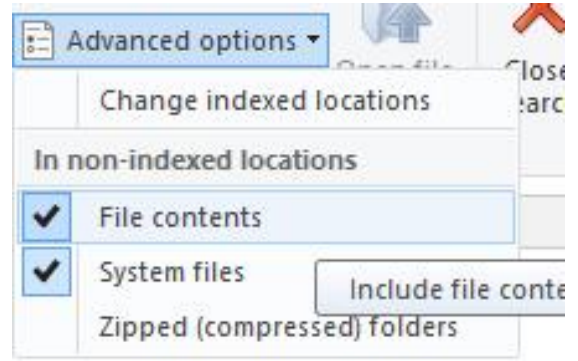 Advanced options
Close
Change indexed locations
In non-indexed locations
File contents
System files
Include file conte
Zipped (compressed) folders